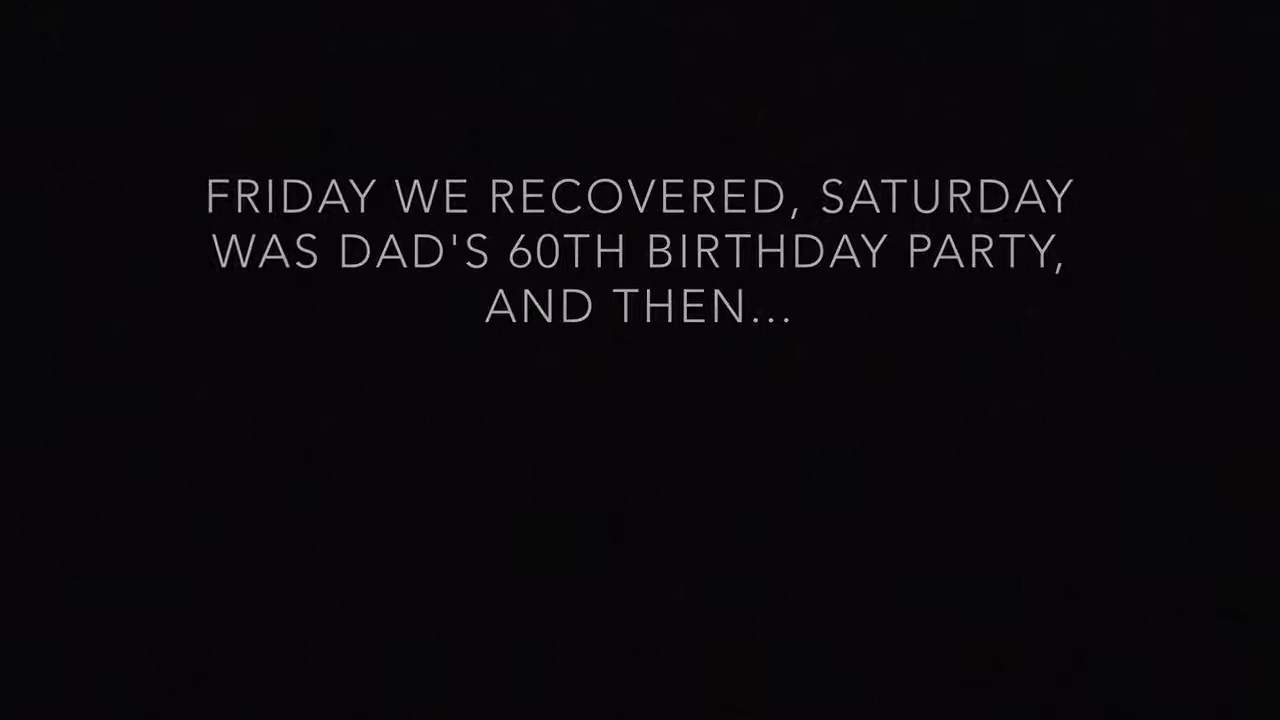 FRIDAY WE RECOVERED, SATURDAY
WAS DAD'S 60TH BIRTHDAY PARTY,
AND THEN...